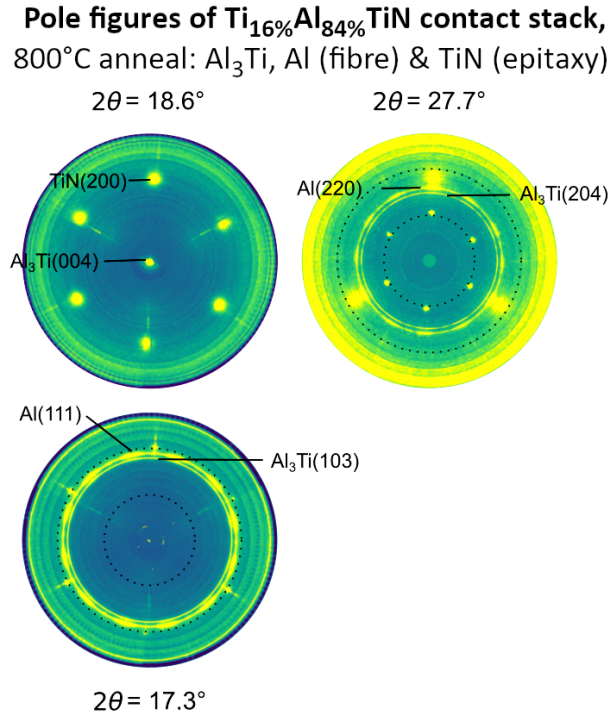 Pole figures of Ti16%Al84%TiN contact stack,
800°C anneal: Al3Ti, Al (fibre) & TiN (epitaxy)
2θ = 18.6°
2θ = 27.7°
TiN(200)
Al3Ti(004)
Al(220)
Al3Ti(204)
Al(111)
Al3Ti(103)
2θ = 17.3°